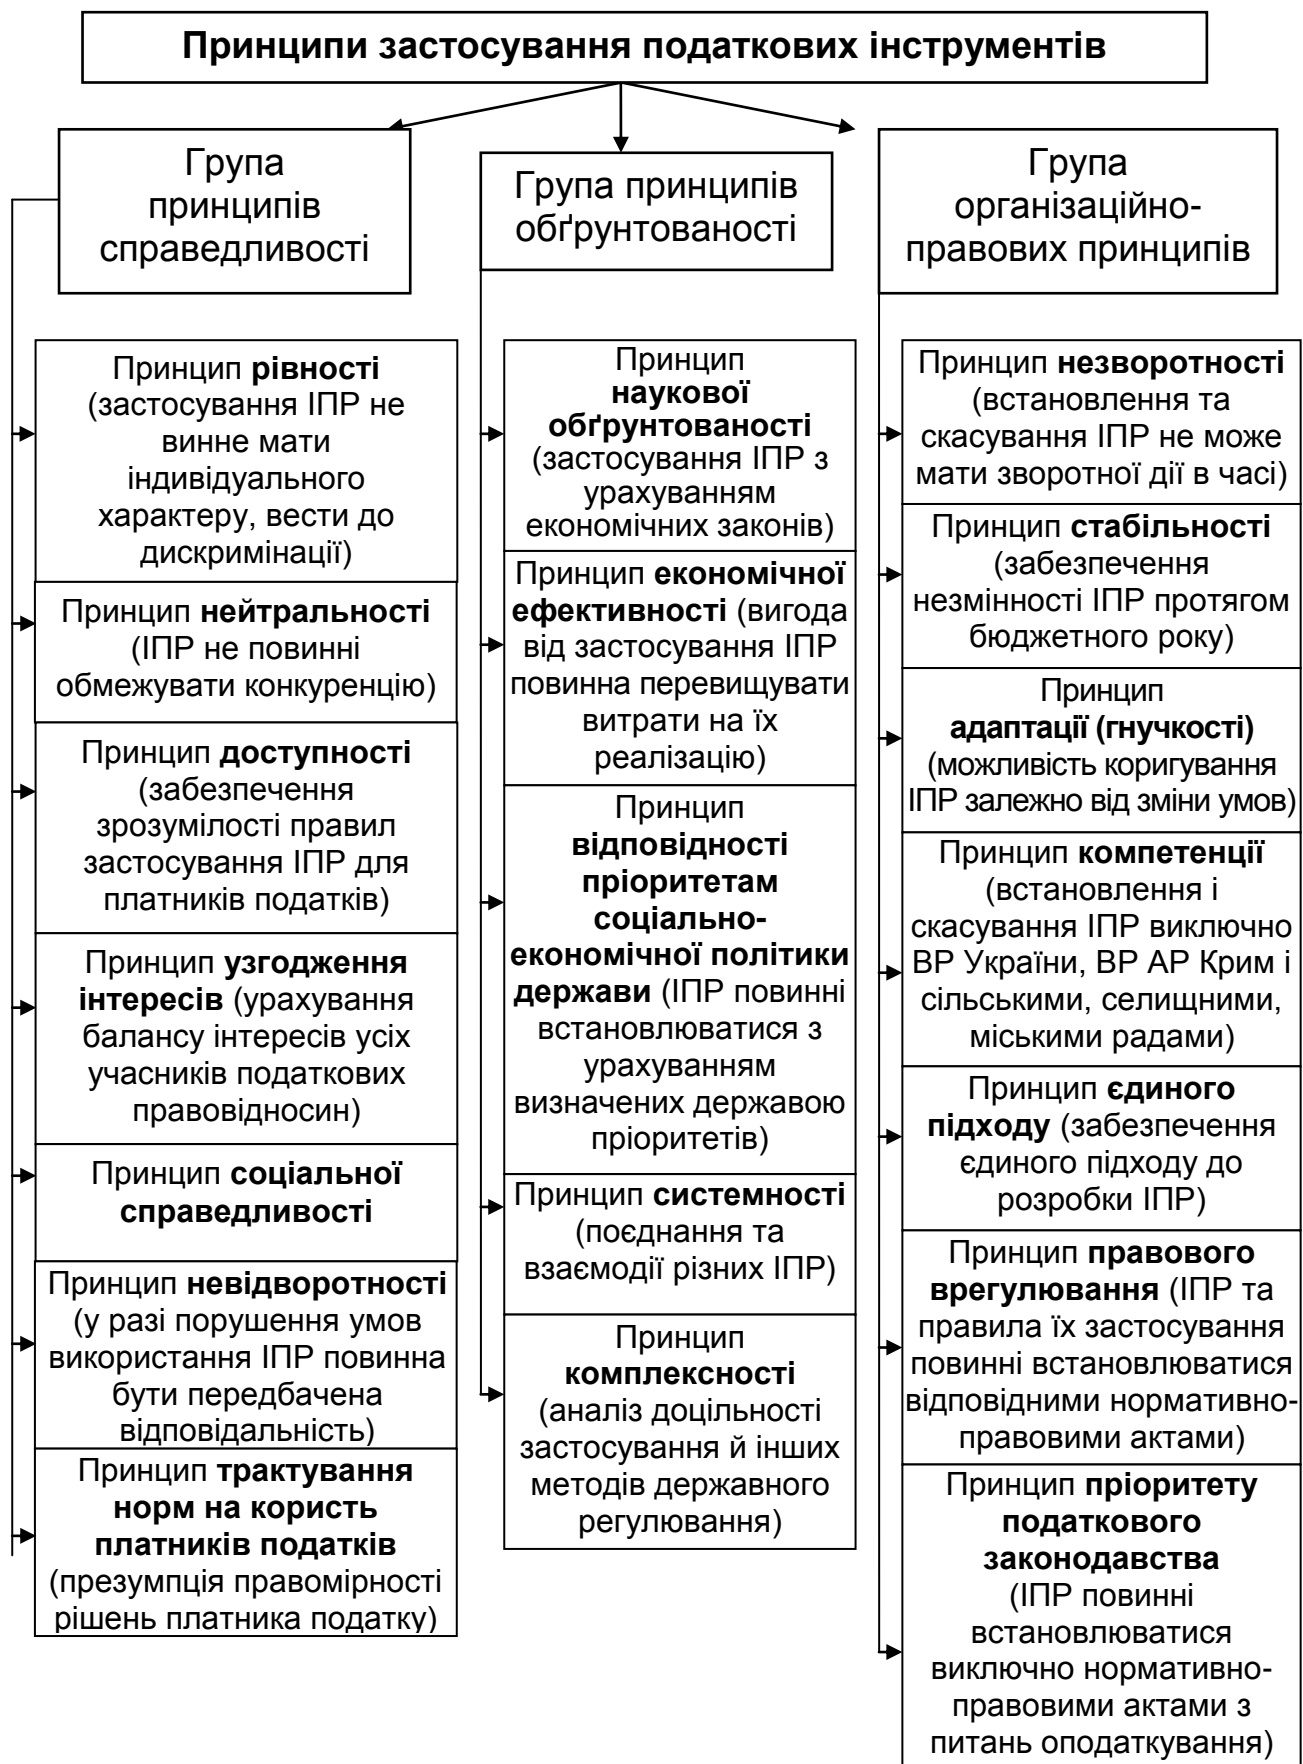 Принципи застосування податкових інструментів
Група
принципів
справедливості
Група принципів
обґрунтованості
Група
організаційно-
правових принципів
Принцип рівності
(застосування ІПР не
винне мати
індивідуального
характеру, вести до
дискримінації)
Принцип нейтральності
(ІПР не повинні
обмежувати конкуренцію)
Принцип доступності
(забезпечення
зрозумілості правил
застосування ІПР для
платників податків)
Принцип узгодження
інтересів (урахування
балансу інтересів усіх
учасників податкових
правовідносин)
Принцип соціальної
справедливості
Принцип невідворотності
(у разі порушення умов
використання ІПР повинна
бути передбачена
відповідальність)
Принцип трактування
норм на користь
платників податків
(презумпція правомірності
рішень платника податку)
Принцип
наукової
обґрунтованості
(застосування ІПР з
урахуванням
економічних законів)
Принцип економічної
ефективності (вигода
від застосування ІПР
повинна перевищувати
витрати на їх
реалізацію)
Принцип
відповідності
пріоритетам
соціально-
економічної політики
держави (ІПР повинні
встановлюватися з
урахуванням
визначених державою
пріоритетів)
Принцип системності
(поєднання та
взаємодії різних ІПР)
Принцип
комплексності
(аналіз доцільності
застосування й інших
методів державного
регулювання)
Принцип незворотності
(встановлення та
скасування ІПР не може
мати зворотної дії в часі)
Принцип стабільності
(забезпечення
незмінності ІПР протягом
бюджетного року)
Принцип
адаптації (гнучкості)
(можливість коригування
ІПР залежно від зміни умов)
Принцип компетенції
(встановлення і
скасування ІПР виключно
ВР України, ВР АР Крим і
сільськими, селищними,
міськими радами)
Принцип єдиного
підходу (забезпечення
єдиного підходу до
розробки ІПР)
Принцип правового
врегулювання (ІПР та
правила їх застосування
повинні встановлюватися
відповідними нормативно-
правовими актами)
Принцип пріоритету
податкового
законодавства
(ІПР повинні
встановлюватися
виключно нормативно-
правовими актами з
питань оподаткування)